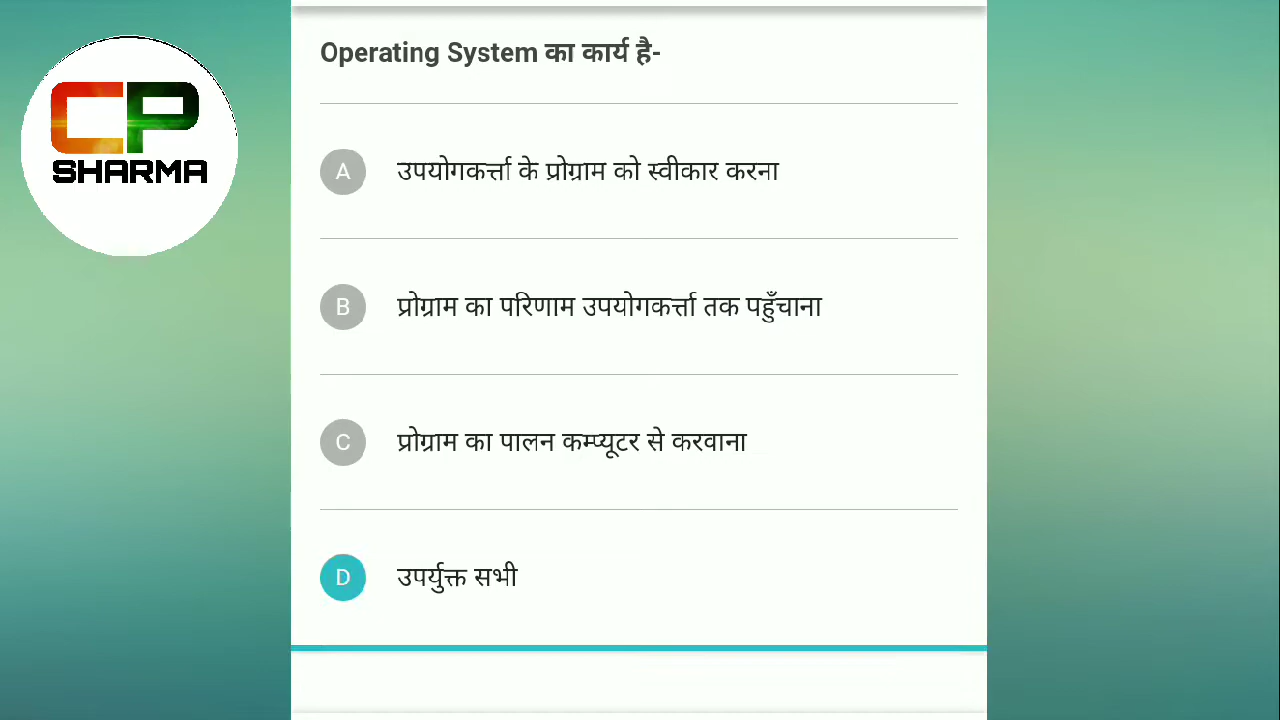 CP
SHARMA
Operating System का कार्य है-
A उपयोगकर्त्ता के प्रोग्राम को स्वीकार करना
B प्रोग्राम का परिणाम उपयोगकर्त्ता तक पहुँचाना
C प्रोग्राम का पालन कम्प्यूटर से करवाना
D उपर्युक्त सभी